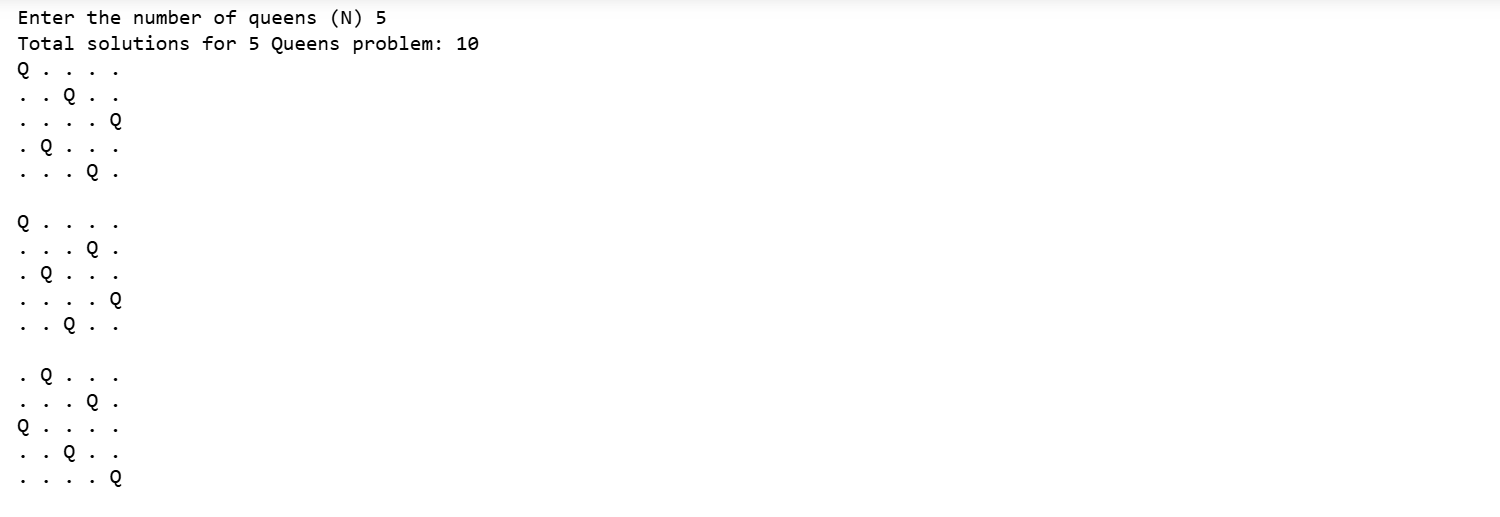 Enter the number of queens (N) 5
Total solutions for 5 Queens problem: 10
Q . . . .
. . Q . .
. . . . Q
. Q . . .
. . . Q .

Q . . . .
. . . Q .
. Q . . .
. . . . Q
. . Q . .

. Q . . .
. . . Q .
Q . . . .
. . Q . .
. . . . Q